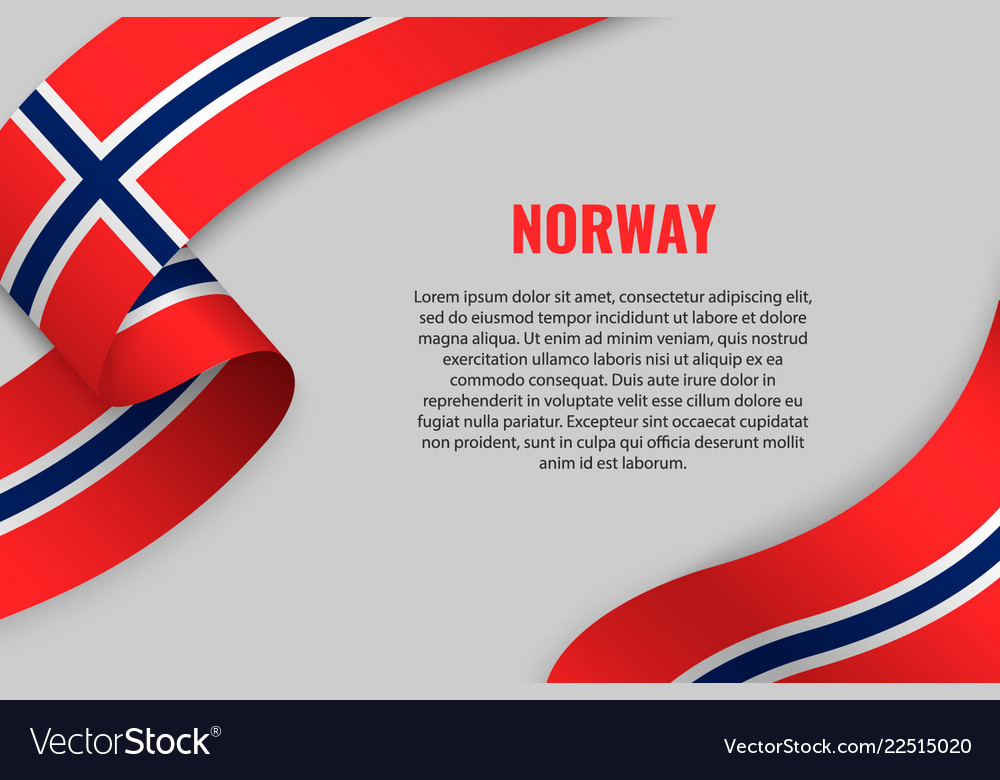 NORWAY
Lorem ipsum dolor sit amet, consectetur adipiscing elit,
sed do eiusmod tempor incididunt ut labore et dolore
magna aliqua. Ut enim ad minim veniam, quis nostrud
exercitation ullamco laboris nisi ut aliquip ex ea
commodo consequat. Duis aute irure dolor in
reprehenderit in voluptate velit esse cillum dolore eu
fugiat nulla pariatur. Excepteur sint occaecat cupidatat
non proident, sunt in culpa qui officia deserunt mollit
anim id est laborum.
VectorStock®
VectorStock.com/22515020